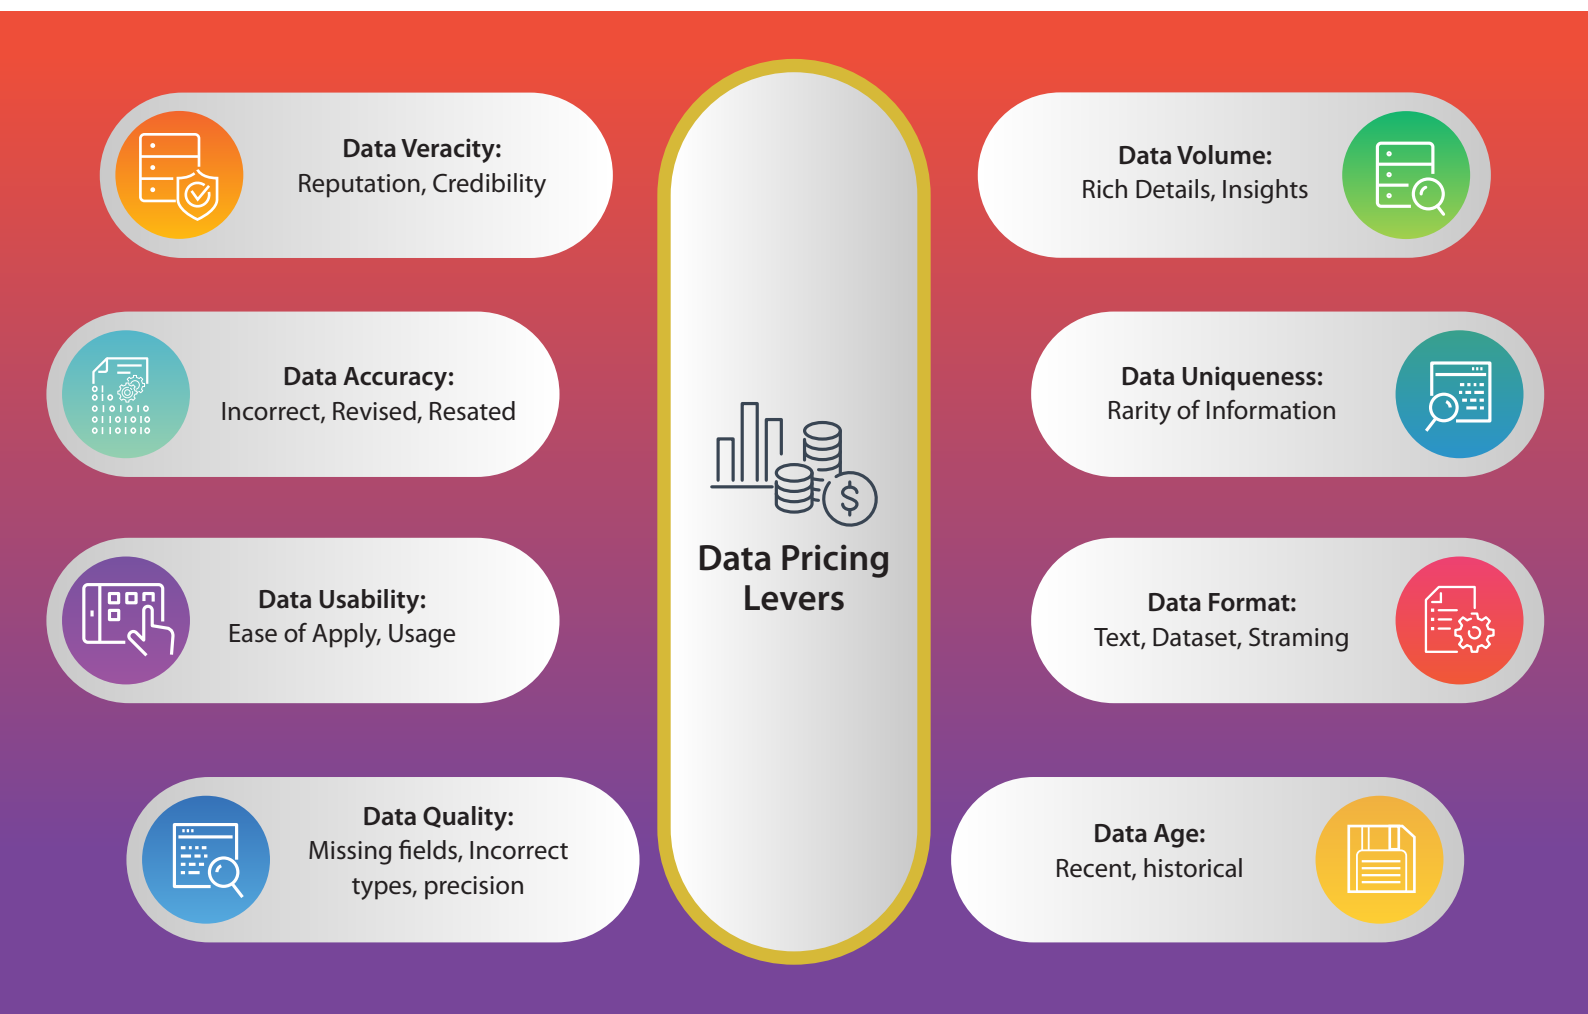 Data Veracity:
Reputation, Credibility
Data Accuracy:
Incorrect, Revised, Resated
Data Usability:
Ease of Apply, Usage
Data Quality:
Missing fields, Incorrect
types, precision
Data Pricing
Levers
Data Volume:
Rich Details, Insights
Data Uniqueness:
Rarity of Information
Data Format:
Text, Dataset, Straming
Data Age:
Recent, historical